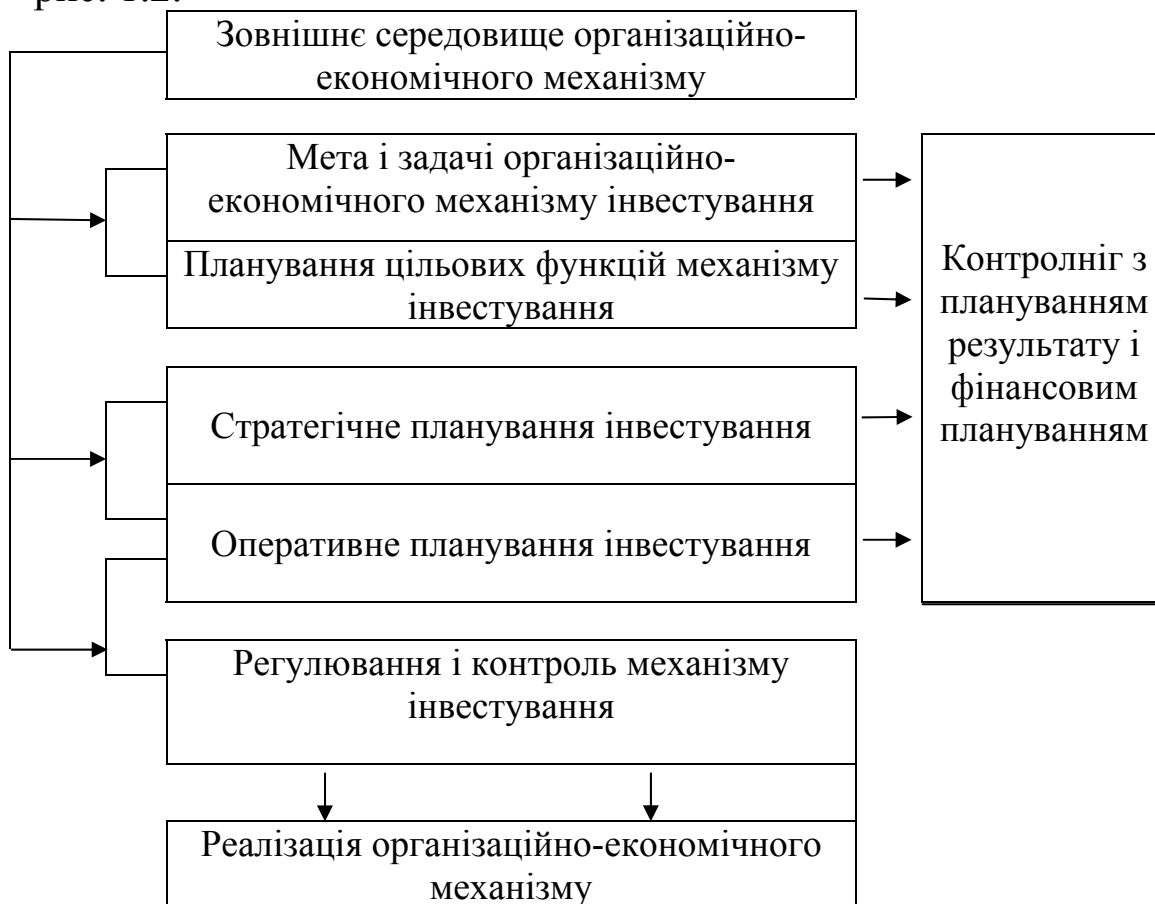 рис. 1.2.
Зовнішнє середовище організаційно-
економічного механізму
Мета і задачі організаційно-
економічного механізму інвестування
Планування цільових функцій механізму
інвестування
Стратегічне планування інвестування
Оперативне планування інвестування
Регулювання і контроль механізму
інвестування
Реалізація організаційно-економічного
механізму
Контролніг з
плануванням
результату і
фінансовим
плануванням